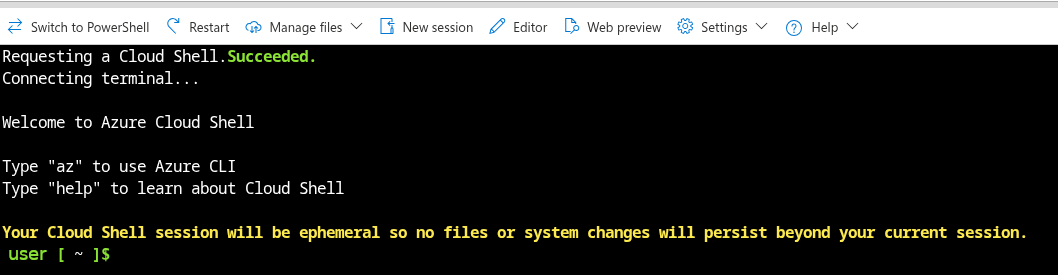 Switch to PowerShell Restart Manage files New session Editor Web preview Settings Help
Requesting a Cloud Shell.Succeeded.
Connecting terminal...
Welcome to Azure Cloud Shell
Type "az" to use Azure CLI
Type "help" to learn about Cloud Shell
Your Cloud Shell session will be ephemeral so no files or system changes will persist beyond your current session.
user [ ~ ]$